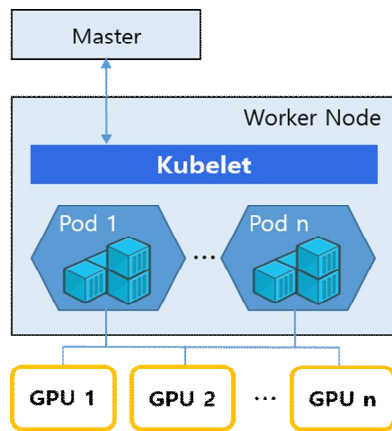 Master
Worker Node
Kubelet
Pod 1
...
Pod n
GPU 1
GPU 2
...
GPU n